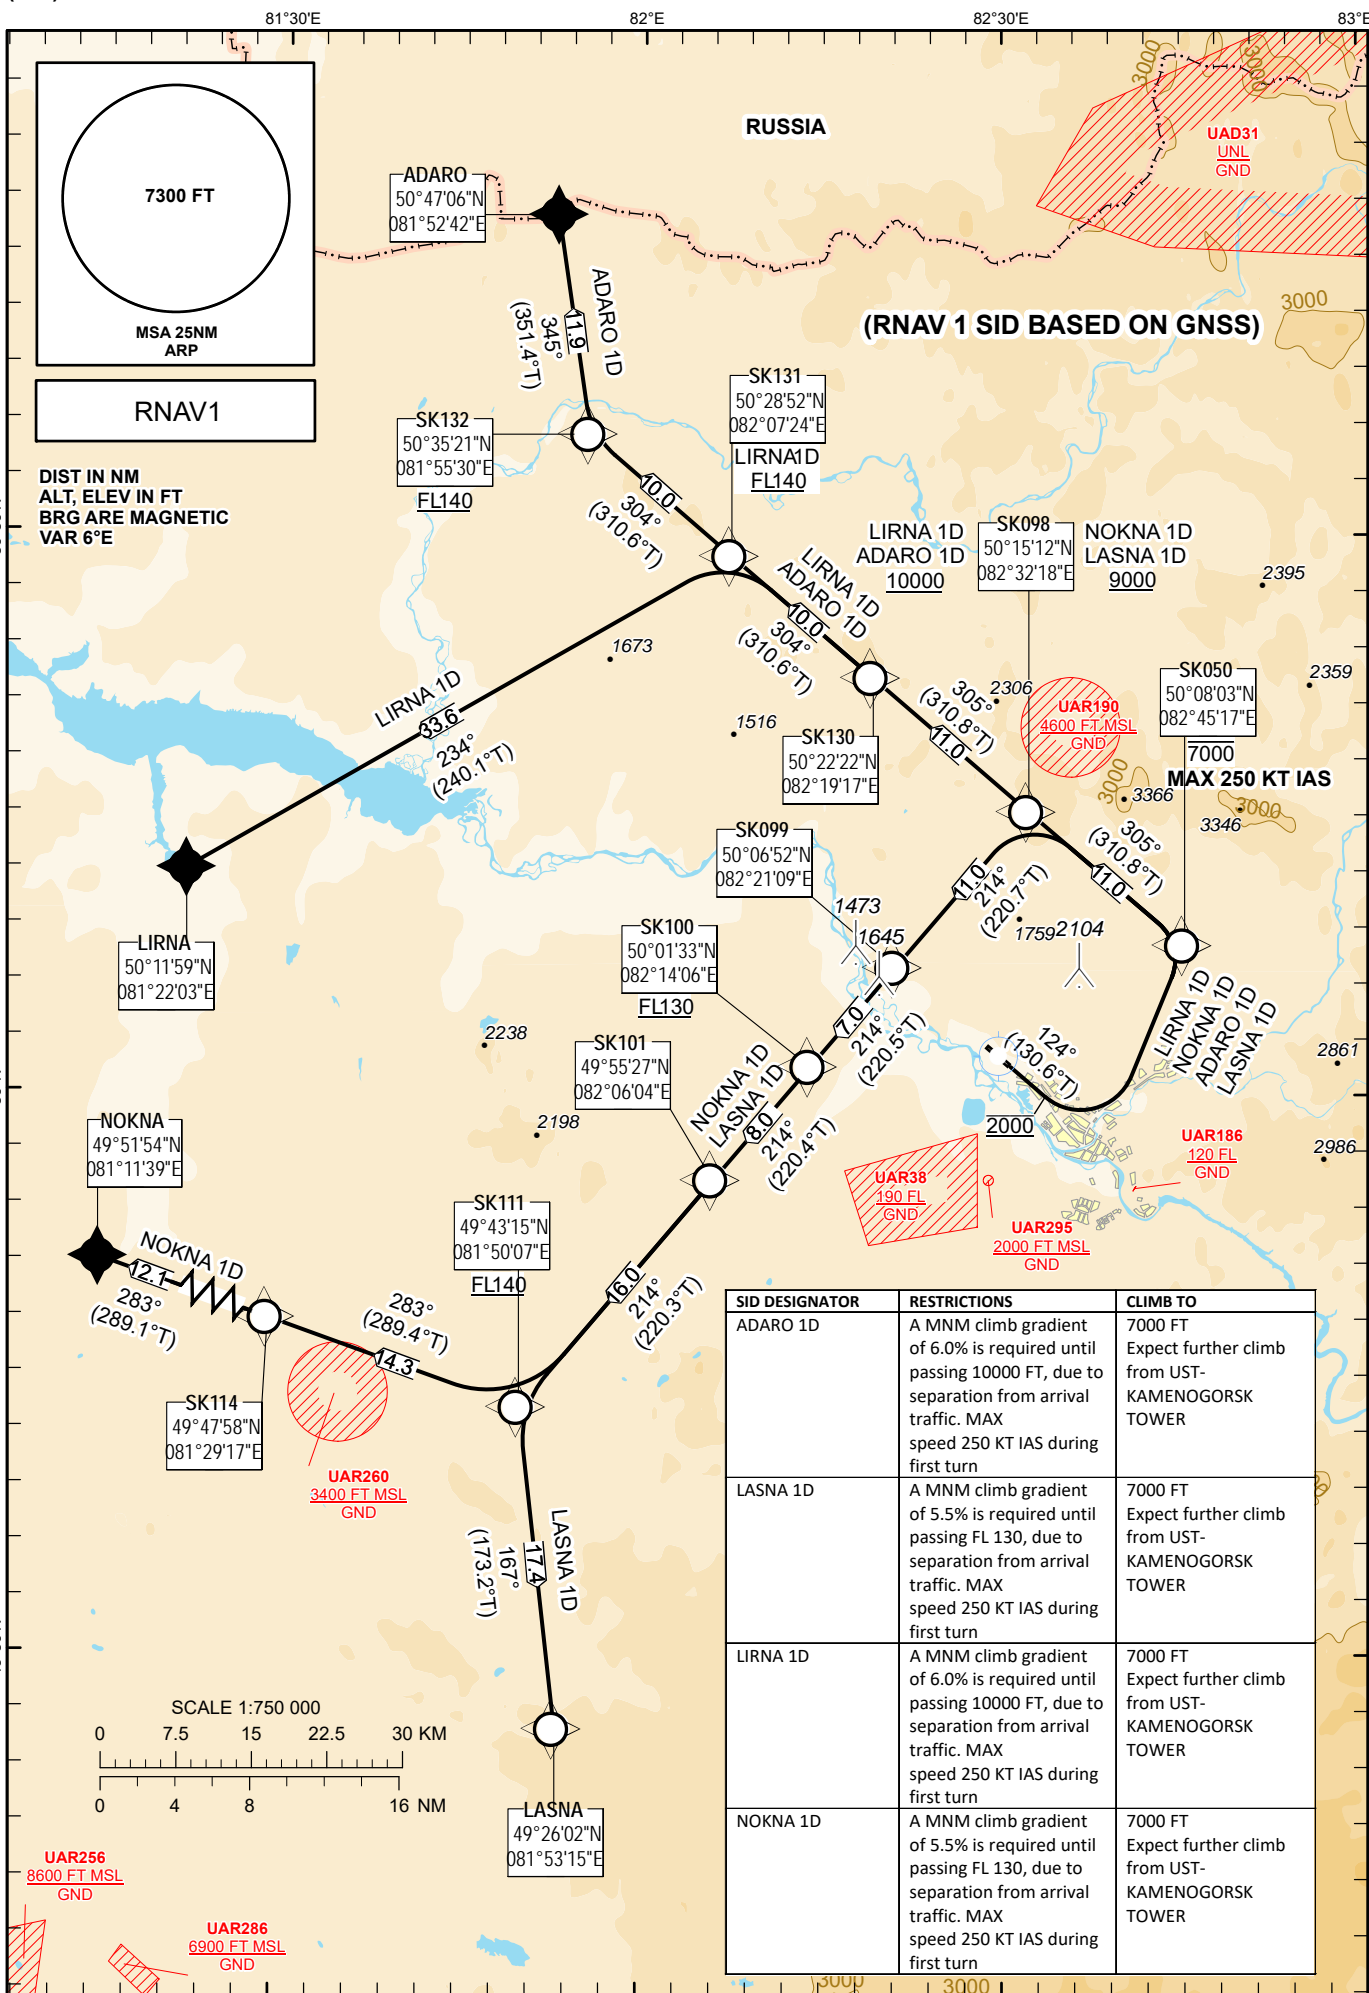 81°30'E
82°E
82°30'E
83°E
7300 FT
MSA 25NM
ARP
RNAV1
DIST IN NM
ALT, ELEV IN FT
BRG ARE MAGNETIC
VAR 6°E
RUSSIA
3000
3000
UAD31
UNL
GND
3000
(RNAV 1 SID BASED ON GNSS)
ADARO
50°47'06"N
081°52'42"E
ADARO 1D
11.9
345°
(351.4°T)
SK132
50°35'21"N
081°55'30"E
FL140
SK131
50°28'52"N
082°07'24"E
LIRNA1D
FL140
10.0
304°
(310.6°T)
LIRNA 1D
ADARO 1D
10.0
304°
(310.6°T)
LIRNA 1D
ADARO 1D
10000
SK098
50°15'12"N
082°32'18"E
NOKNA 1D
LASNA 1D
9000
2395
2359
2306
1673
1516
LIRNA 1D
33.6
234°
(240.1°T)
SK130
50°22'22"N
082°19'17"E
305°
(310.8°T)
11.0
UAR190
4600 FT MSL
GND
SK050
50°08'03"N
082°45'17"E
7000
MAX 250 KT IAS
3000
3366
3000
3346
305°
(310.8°T)
11.0
SK099
50°06'52"N
082°21'09"E
11.0
214°
(220.7°T)
1473
1645
1759
2104
LIRNA
50°11'59"N
081°22'03"E
SK100
50°01'33"N
082°14'06"E
FL130
7.0
214°
(220.5°T)
LIRNA 1D
NOKNA 1D
ADARO 1D
LASNA 1D
124°
(130.6°T)
2000
2861
2986
2238
2198
SK101
49°55'27"N
082°06'04"E
NOKNA 1D
LASNA 1D
8.0
214°
(220.4°T)
NOKNA
49°51'54"N
081°11'39"E
UAR186
120 FL
GND
UAR38
190 FL
GND
UAR295
2000 FT MSL
GND
SK111
49°43'15"N
081°50'07"E
FL140
16.0
214°
(220.3°T)
NOKNA 1D
12.1
283°
(289.1°T)
283°
(289.4°T)
14.3
SK114
49°47'58"N
081°29'17"E
UAR260
3400 FT MSL
GND
LASNA 1D
17.4
167°
(173.2°T)
LASNA
49°26'02"N
081°53'15"E
SCALE 1:750 000
0 7.5 15 22.5 30 KM
0 4 8 16 NM
UAR256
8600 FT MSL
GND
UAR286
6900 FT MSL
GND
SID DESIGNATOR RESTRICTIONS CLIMB TO
ADARO 1D A MNM climb gradient 7000 FT
of 6.0% is required until Expect further climb
passing 10000 FT, due to from UST-
separation from arrival KAMENOGORSK
traffic. MAX TOWER
speed 250 KT IAS during
first turn
LASNA 1D A MNM climb gradient 7000 FT
of 5.5% is required until Expect further climb
passing FL 130, due to from UST-
separation from arrival KAMENOGORSK
traffic. MAX TOWER
speed 250 KT IAS during
first turn
LIRNA 1D A MNM climb gradient 7000 FT
of 6.0% is required until Expect further climb
passing 10000 FT, due to from UST-
separation from arrival KAMENOGORSK
traffic. MAX TOWER
speed 250 KT IAS during
first turn
NOKNA 1D A MNM climb gradient 7000 FT
of 5.5% is required until Expect further climb
passing FL 130, due to from UST-
separation from arrival KAMENOGORSK
traffic. MAX TOWER
speed 250 KT IAS during
first turn
3000
3000